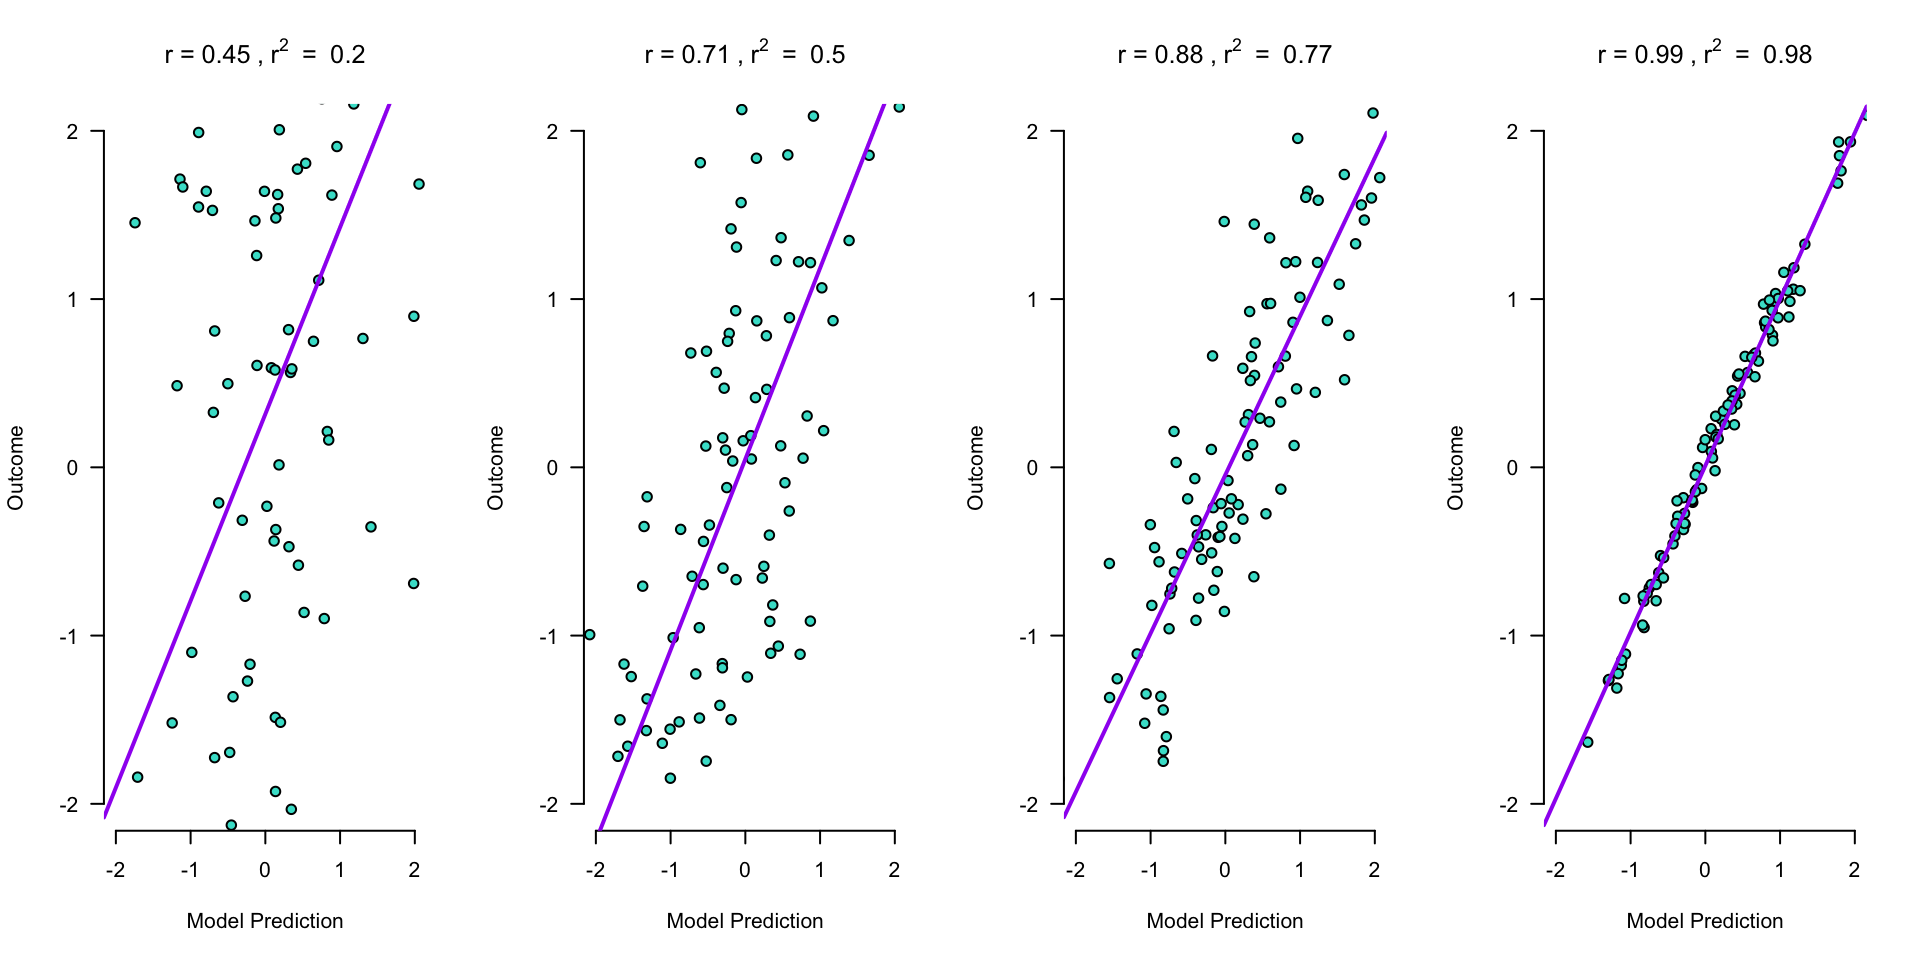 r = 0.45 , r² = 0.2
2
1
0
-1
-2
Outcome
-2 -1 0 1 2
Model Prediction
r = 0.71 , r² = 0.5
2
1
0
-1
-2
Outcome
-2 -1 0 1 2
Model Prediction
r = 0.88 , r² = 0.77
2
1
0
-1
-2
Outcome
-2 -1 0 1 2
Model Prediction
r = 0.99 , r² = 0.98
2
1
0
-1
-2
Outcome
-2 -1 0 1 2
Model Prediction